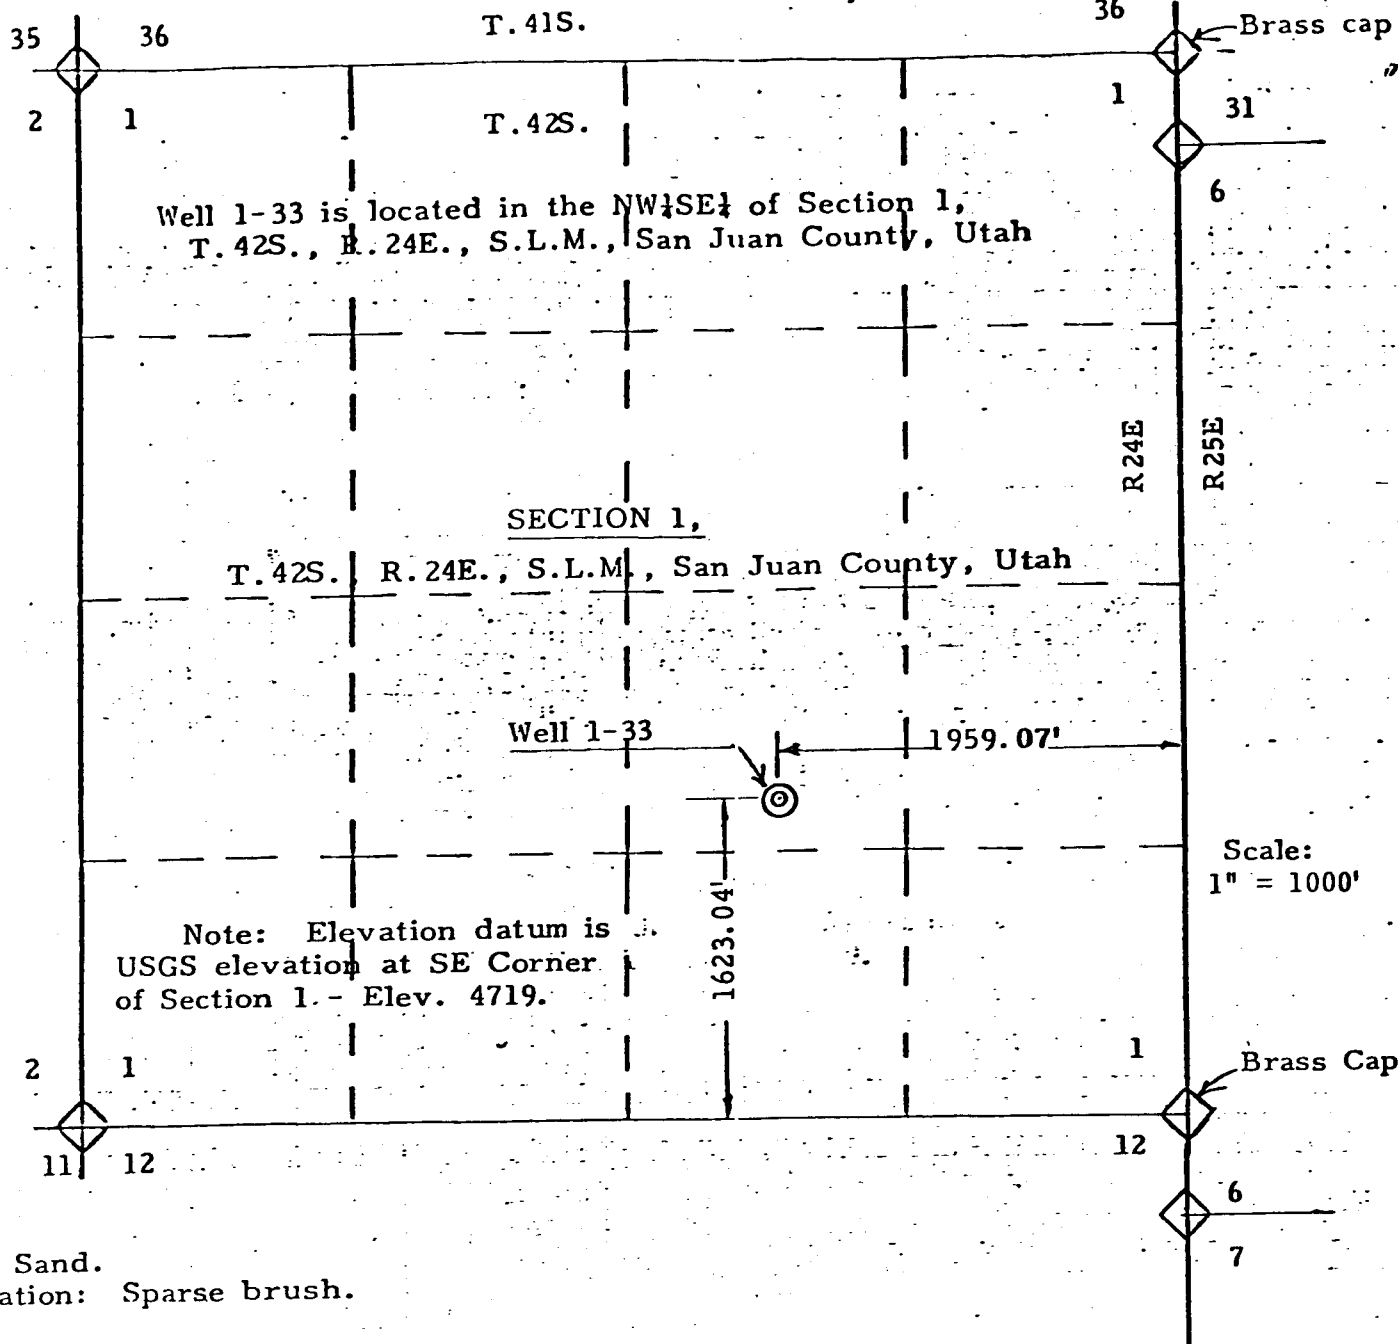 T. 41S.
35
36
36
Brass cap
2
1
T. 42S.
1
31
6
Well 1-33 is located in the NW¼SE¼ of Section 1,
T. 42S., R. 24E., S.L.M., San Juan County, Utah
R24E
R25E
SECTION 1,
T. 42S. R. 24E., S.L.M., San Juan County, Utah
Well 1-33
1959.07'
1623.04'
Scale:
1" = 1000'
Note: Elevation datum is
USGS elevation at SE Corner
of Section 1. - Elev. 4719.
2
1
1
Brass Cap
11
12
12
6
7
Sand.
ation: Sparse brush.